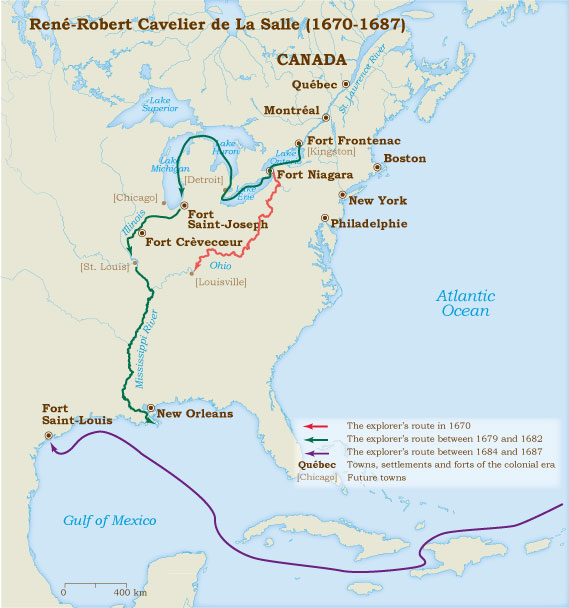 René-Robert Cavelier de La Salle (1670-1687)
CANADA
Québec
St. Lawrence River
Lake
Superior
Montréal
Fort Frontenac
[Kingston]
Lake
Huron
Lake
Ontario
Lake
Michigan
Boston
[Detroit]
Fort Niagara
Lake
Erie
[Chicago]
New York
Fort
Saint-Joseph
Illinois
Philadelphie
Fort Crèvecœur
[St. Louis]
Ohio
[Louisville]
Atlantic
Ocean
Mississippi River
Fort
Saint-Louis
New Orleans
The explorer's route in 1670
The explorer's route between 1679 and 1682
The explorer's route between 1684 and 1687
Québec Towns, settlements and forts of the colonial era
[Chicago] Future towns
Gulf of Mexico
400 km